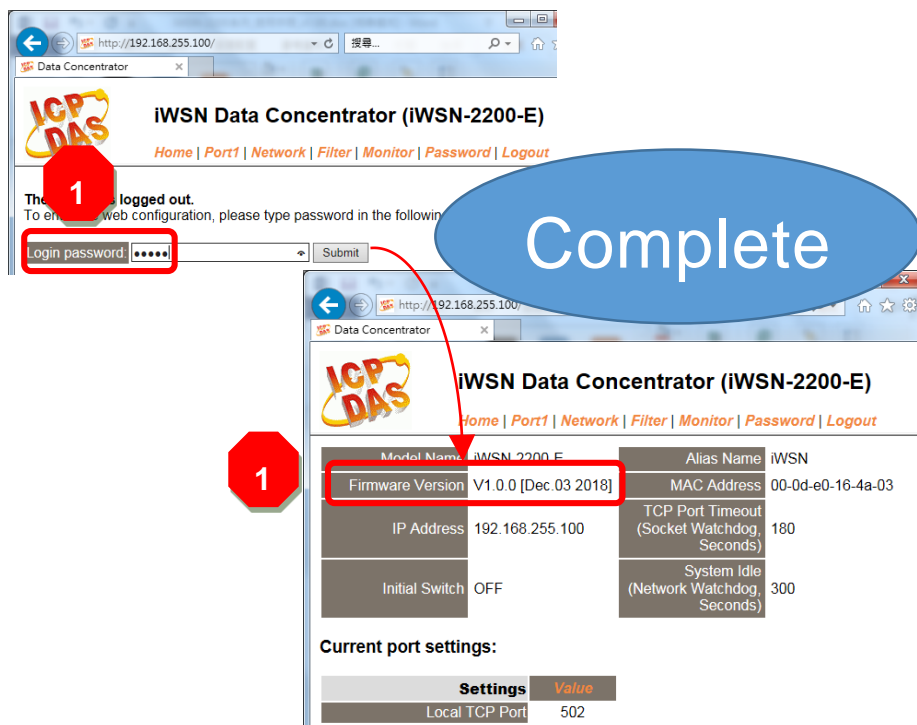 http://192.168.255.100/
搜尋...
Data Concentrator
ICP
DAS
iWSN Data Concentrator (iWSN-2200-E)
Home | Port1 | Network | Filter | Monitor | Password | Logout
1
The logged out.
web configuration, please type password in the
Login password:
Submit
Complete
http://192.168.255.100/
Data Concentrator
ICP
DAS
iWSN Data Concentrator (iWSN-2200-E)
Home | Port1 | Network | Filter | Monitor | Password | Logout
Model Name iWSN-2200-E Alias Name iWSN
1
Firmware Version V1.0.0 [Dec.03 2018] MAC Address 00-0d-e0-16-4a-03
IP Address 192.168.255.100 TCP Port Timeout
(Socket Watchdog, 180
Seconds)
Initial Switch OFF System Idle
(Network Watchdog, 300
Seconds)
Current port settings:
Settings Value
Local TCP Port 502